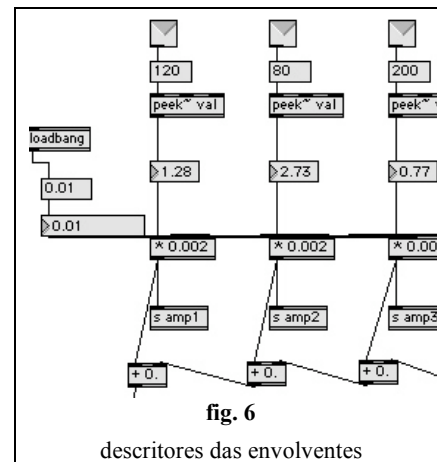 120 80 200
peek~ val peek~ val peek~ v
loadbang
1.28 2.73 0.77
0.01
0.01
* 0.002 * 0.002 * 0.00
s amp1 s amp2 s amp3
+ 0. + 0. + 0.
fig. 6
descritores das envolventes